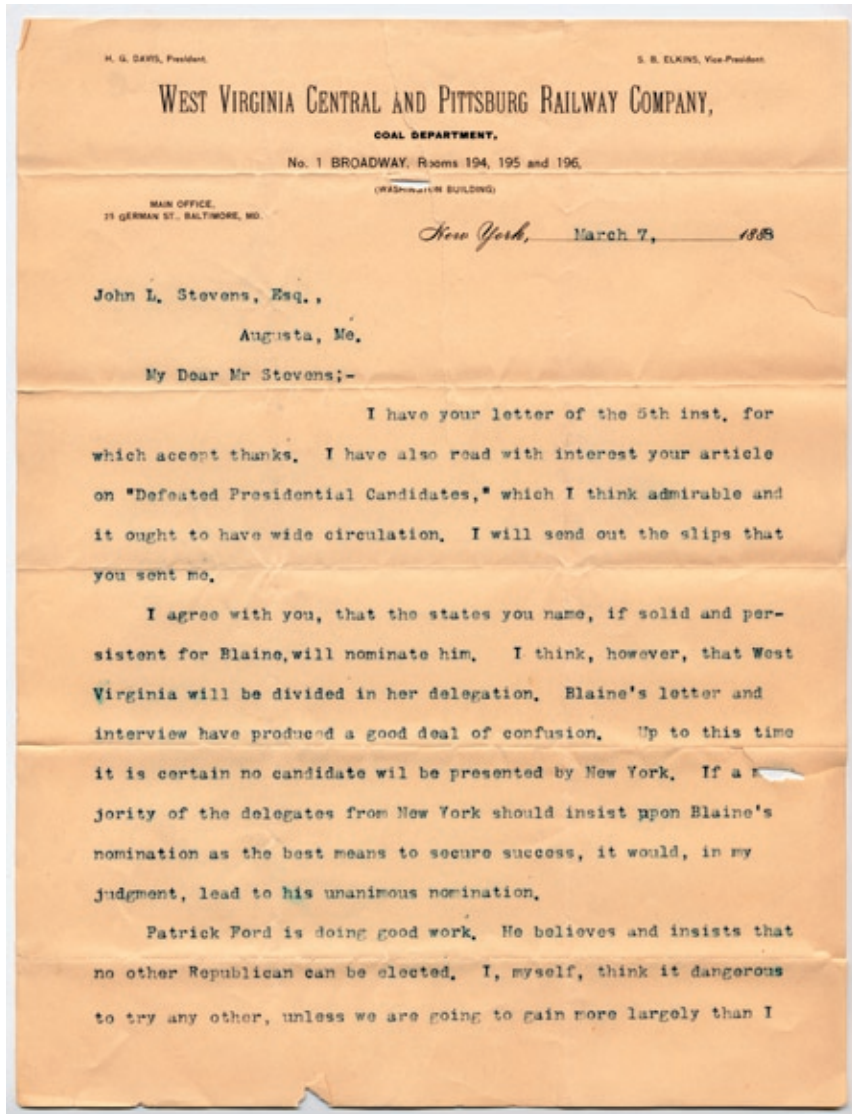 H. G. DAVIS, President.
S. B. ELKINS, Vice-President.
WEST VIRGINIA CENTRAL AND PITTSBURG RAILWAY COMPANY,
COAL DEPARTMENT,
No. 1 BROADWAY, Rooms 194, 195 and 196,
(WASHINGTON BUILDING)
MAIN OFFICE,
25 GERMAN ST., BALTIMORE, MD.
New York, March 7, 1888
John L. Stevens, Esq.,
Augusta, Me.
My Dear Mr Stevens;-
I have your letter of the 5th inst. for
which accept thanks. I have also read with interest your article
on "Defeated Presidential Candidates," which I think admirable and
it ought to have wide circulation. I will send out the slips that
you sent me.
I agree with you, that the states you name, if solid and per-
sistent for Blaine, will nominate him. I think, however, that West
Virginia will be divided in her delegation. Blaine's letter and
interview have produced a good deal of confusion. Up to this time
it is certain no candidate wil be presented by New York. If a
jority of the delegates from New York should insist upon Blaine's
nomination as the best means to secure success, it would, in my
judgment, lead to his unanimous nomination.
Patrick Ford is doing good work. He believes and insists that
no other Republican can be elected. I, myself, think it dangerous
to try any other, unless we are going to gain more largely than I